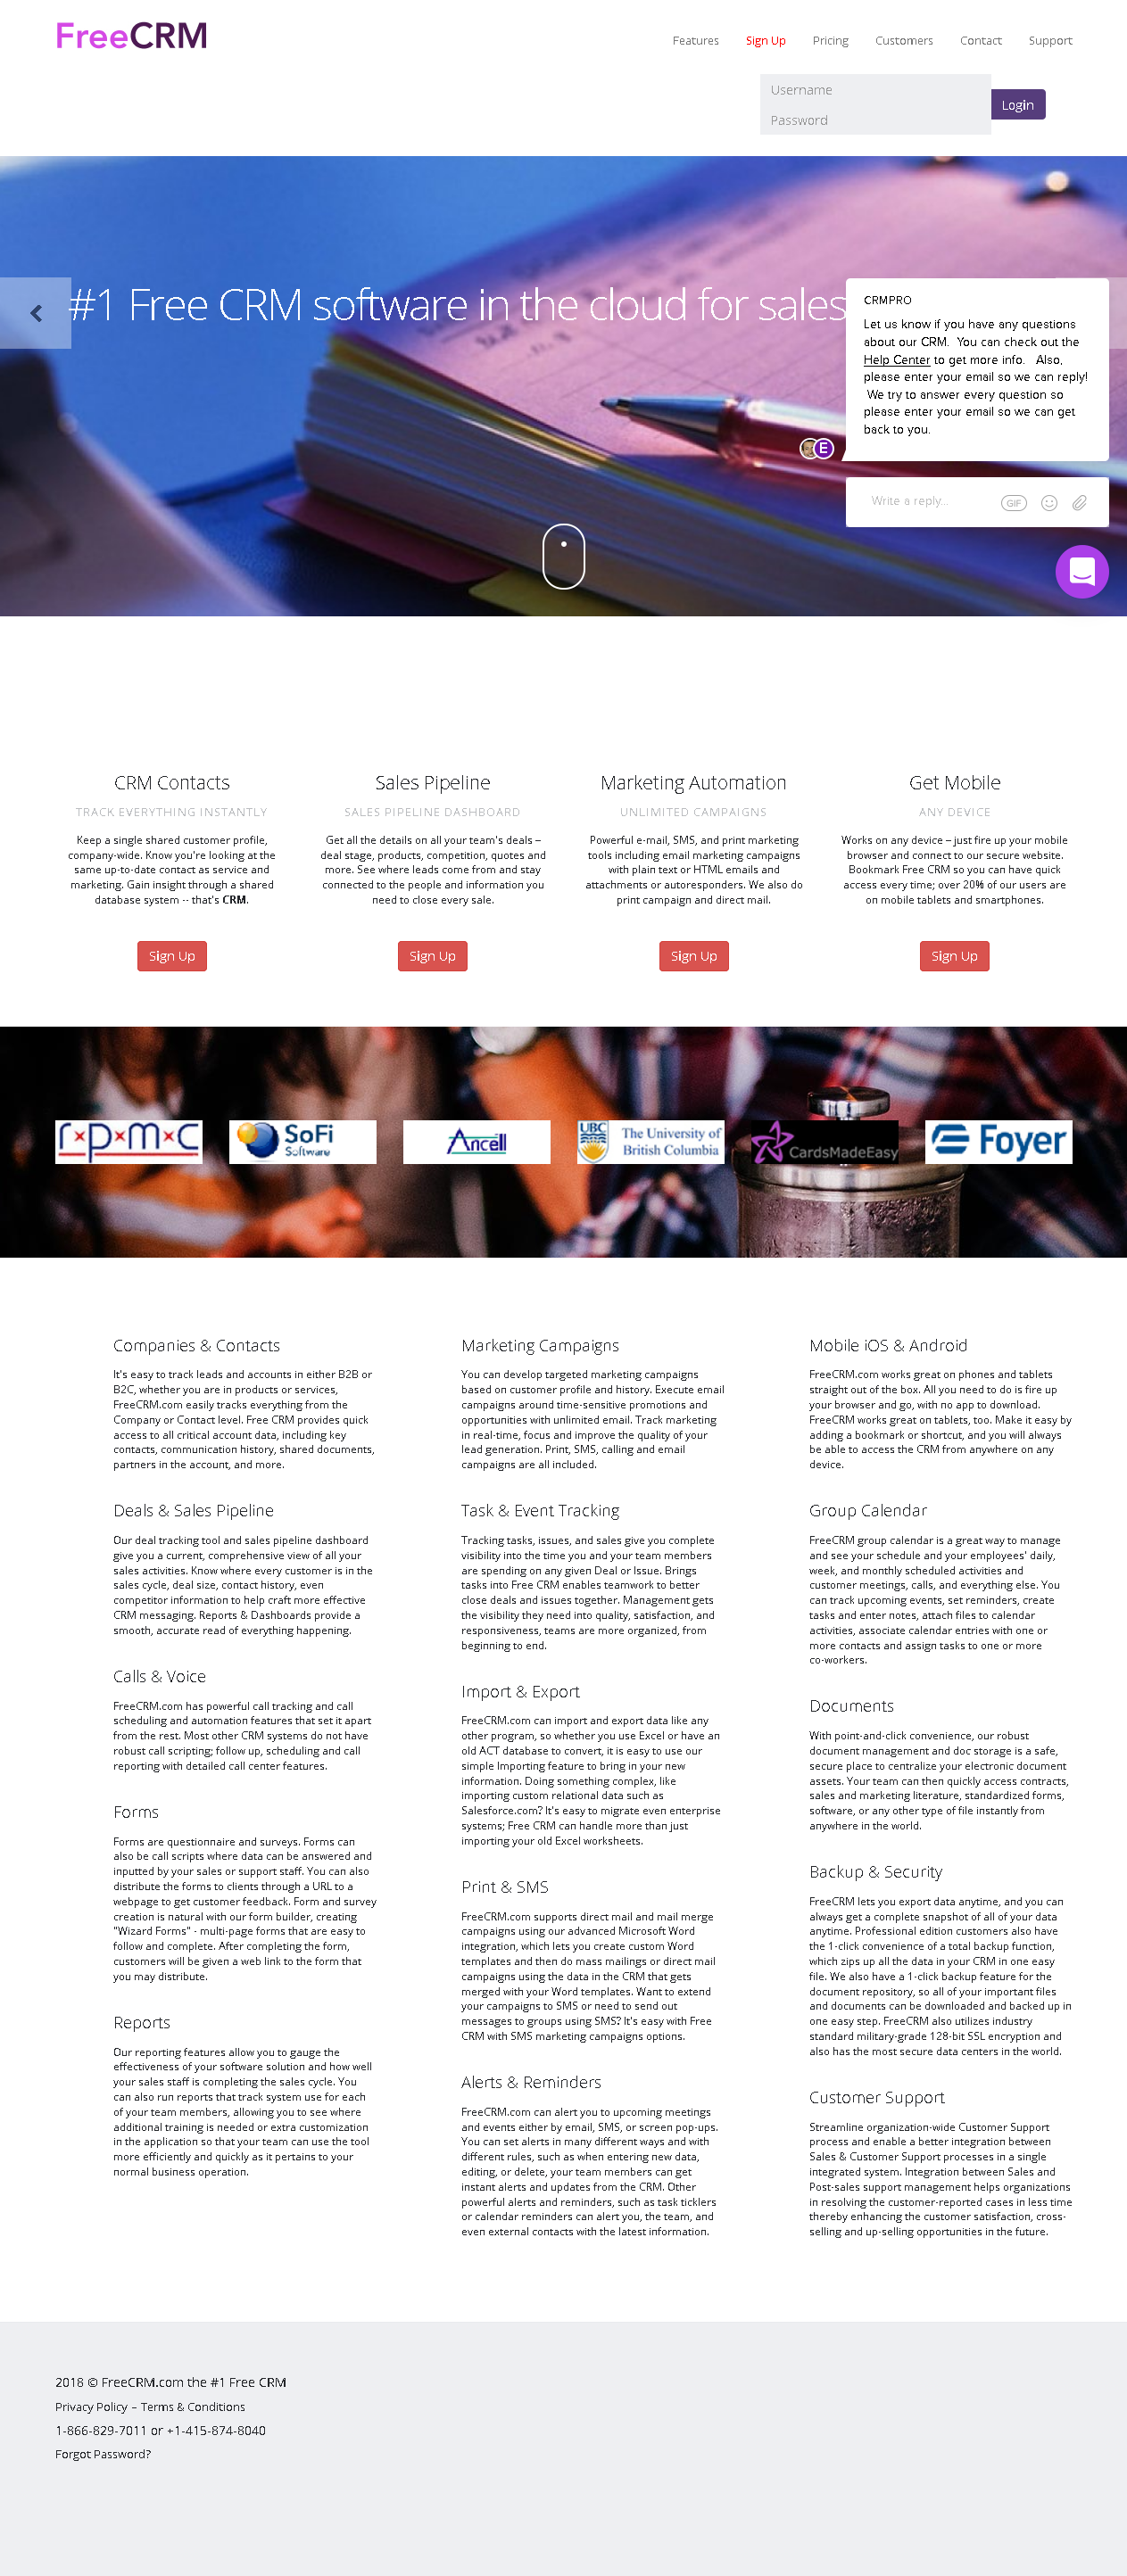 FreeCRM
Features
Sign Up
Pricing
Customers
Contact
Support
Username
Login
Password
#1 Free CRM software in the cloud for sales
CRMPRO
Let us know if you have any questions
about our CRM. You can check out the
Help Center to get more info. Also,
please enter your email so we can reply!
We try to answer every question so
please enter your email so we can get
back to you.
E
Write a reply...
GIF
CRM Contacts
TRACK EVERYTHING INSTANTLY
Keep a single shared customer profile,
company-wide. Know you're looking at the
same up-to-date contact as service and
marketing. Gain insight through a shared
database system -- that's CRM.
Sign Up
Sales Pipeline
SALES PIPELINE DASHBOARD
Get all the details on all your team's deals –
deal stage, products, competition, quotes and
more. See where leads come from and stay
connected to the people and information you
need to close every sale.
Sign Up
Marketing Automation
UNLIMITED CAMPAIGNS
Powerful e-mail, SMS, and print marketing
tools including email marketing campaigns
with plain text or HTML emails and
attachments or autoresponders. We also do
print campaign and direct mail.
Sign Up
Get Mobile
ANY DEVICE
Works on any device – just fire up your mobile
browser and connect to our secure website.
Bookmark Free CRM so you can have quick
access every time; over 20% of our users are
on mobile tablets and smartphones.
Sign Up
r×p×m×c
SoFi
Software
Ancell
UBC
The University of
British Columbia
CardsMadeEasy
Foyer
Companies & Contacts
It's easy to track leads and accounts in either B2B or
B2C, whether you are in products or services,
FreeCRM.com easily tracks everything from the
Company or Contact level. Free CRM provides quick
access to all critical account data, including key
contacts, communication history, shared documents,
partners in the account, and more.
Deals & Sales Pipeline
Our deal tracking tool and sales pipeline dashboard
give you a current, comprehensive view of all your
sales activities. Know where every customer is in the
sales cycle, deal size, contact history, even
competitor information to help craft more effective
CRM messaging. Reports & Dashboards provide a
smooth, accurate read of everything happening.
Calls & Voice
FreeCRM.com has powerful call tracking and call
scheduling and automation features that set it apart
from the rest. Most other CRM systems do not have
robust call scripting; follow up, scheduling and call
reporting with detailed call center features.
Forms
Forms are questionnaire and surveys. Forms can
also be call scripts where data can be answered and
inputted by your sales or support staff. You can also
distribute the forms to clients through a URL to a
webpage to get customer feedback. Form and survey
creation is natural with our form builder, creating
"Wizard Forms" - multi-page forms that are easy to
follow and complete. After completing the form,
customers will be given a web link to the form that
you may distribute.
Reports
Our reporting features allow you to gauge the
effectiveness of your software solution and how well
your sales staff is completing the sales cycle. You
can also run reports that track system use for each
of your team members, allowing you to see where
additional training is needed or extra customization
in the application so that your team can use the tool
more efficiently and quickly as it pertains to your
normal business operation.
Marketing Campaigns
You can develop targeted marketing campaigns
based on customer profile and history. Execute email
campaigns around time-sensitive promotions and
opportunities with unlimited email. Track marketing
in real-time, focus and improve the quality of your
lead generation. Print, SMS, calling and email
campaigns are all included.
Task & Event Tracking
Tracking tasks, issues, and sales give you complete
visibility into the time you and your team members
are spending on any given Deal or Issue. Brings
tasks into Free CRM enables teamwork to better
close deals and issues together. Management gets
the visibility they need into quality, satisfaction, and
responsiveness, teams are more organized, from
beginning to end.
Import & Export
FreeCRM.com can import and export data like any
other program, so whether you use Excel or have an
old ACT database to convert, it is easy to use our
simple Importing feature to bring in your new
information. Doing something complex, like
importing custom relational data such as
Salesforce.com? It's easy to migrate even enterprise
systems; Free CRM can handle more than just
importing your old Excel worksheets.
Print & SMS
FreeCRM.com supports direct mail and mail merge
campaigns using our advanced Microsoft Word
integration, which lets you create custom Word
templates and then do mass mailings or direct mail
campaigns using the data in the CRM that gets
merged with your Word templates. Want to extend
your campaigns to SMS or need to send out
messages to groups using SMS? It's easy with Free
CRM with SMS marketing campaigns options.
Alerts & Reminders
FreeCRM.com can alert you to upcoming meetings
and events either by email, SMS, or screen pop-ups.
You can set alerts in many different ways and with
different rules, such as when entering new data,
editing, or delete, your team members can get
instant alerts and updates from the CRM. Other
powerful alerts and reminders, such as task ticklers
or calendar reminders can alert you, the team, and
even external contacts with the latest information.
Mobile iOS & Android
FreeCRM.com works great on phones and tablets
straight out of the box. All you need to do is fire up
your browser and go, with no app to download.
FreeCRM works great on tablets, too. Make it easy by
adding a bookmark or shortcut, and you will always
be able to access the CRM from anywhere on any
device.
Group Calendar
FreeCRM group calendar is a great way to manage
and see your schedule and your employees' daily,
week, and monthly scheduled activities and
customer meetings, calls, and everything else. You
can track upcoming events, set reminders, create
tasks and enter notes, attach files to calendar
activities, associate calendar entries with one or
more contacts and assign tasks to one or more
co-workers.
Documents
With point-and-click convenience, our robust
document management and doc storage is a safe,
secure place to centralize your electronic document
assets. Your team can then quickly access contracts,
sales and marketing literature, standardized forms,
software, or any other type of file instantly from
anywhere in the world.
Backup & Security
FreeCRM lets you export data anytime, and you can
always get a complete snapshot of all of your data
anytime. Professional edition customers also have
the 1-click convenience of a total backup function,
which zips up all the data in your CRM in one easy
file. We also have a 1-click backup feature for the
document repository, so all of your important files
and documents can be downloaded and backed up in
one easy step. FreeCRM also utilizes industry
standard military-grade 128-bit SSL encryption and
also has the most secure data centers in the world.
Customer Support
Streamline organization-wide Customer Support
process and enable a better integration between
Sales & Customer Support processes in a single
integrated system. Integration between Sales and
Post-sales support management helps organizations
in resolving the customer-reported cases in less time
thereby enhancing the customer satisfaction, cross-
selling and up-selling opportunities in the future.
2018 © FreeCRM.com the #1 Free CRM
Privacy Policy – Terms & Conditions
1-866-829-7011 or +1-415-874-8040
Forgot Password?